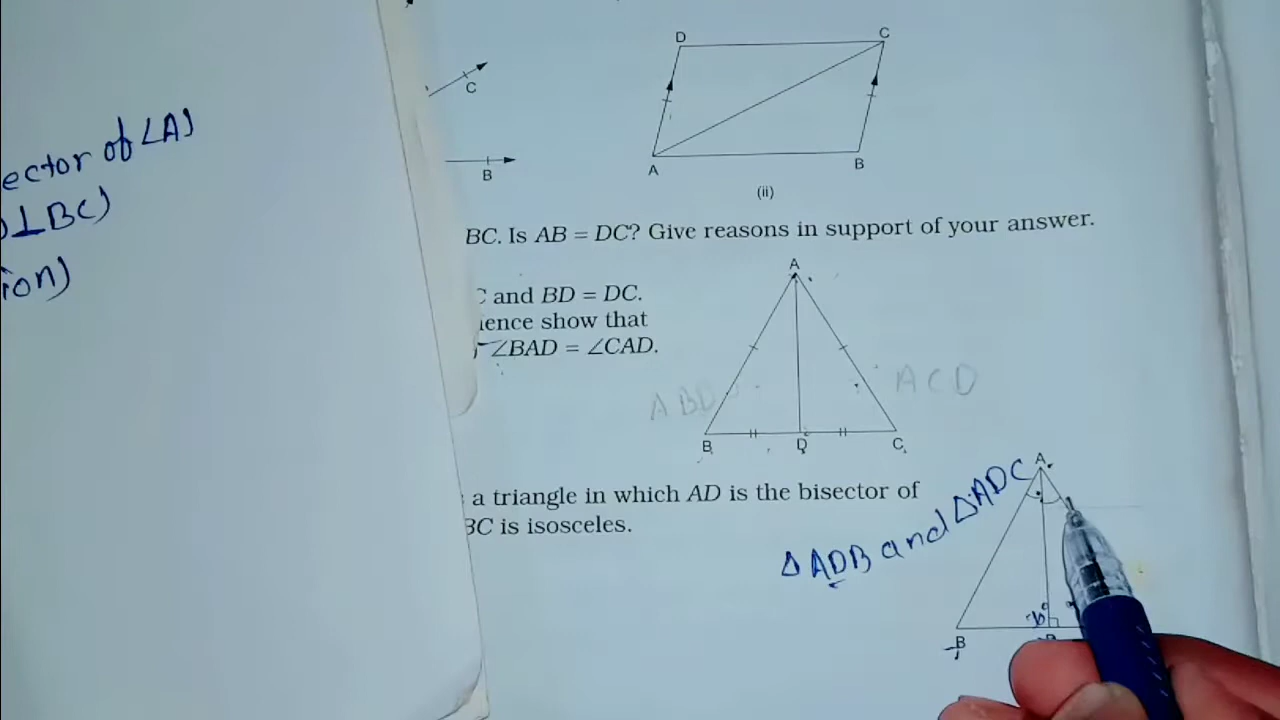 ector of ∠A)
⊥BC)
ion)
D C
C
B
A B
(ii)
BC. Is AB = DC? Give reasons in support of your answer.
A
C and BD = DC.
ence show that
∠BAD = ∠CAD.
ABD
ACD
B D C
A
a triangle in which AD is the bisector of
BC is isosceles.
△ADB and △ADC
B